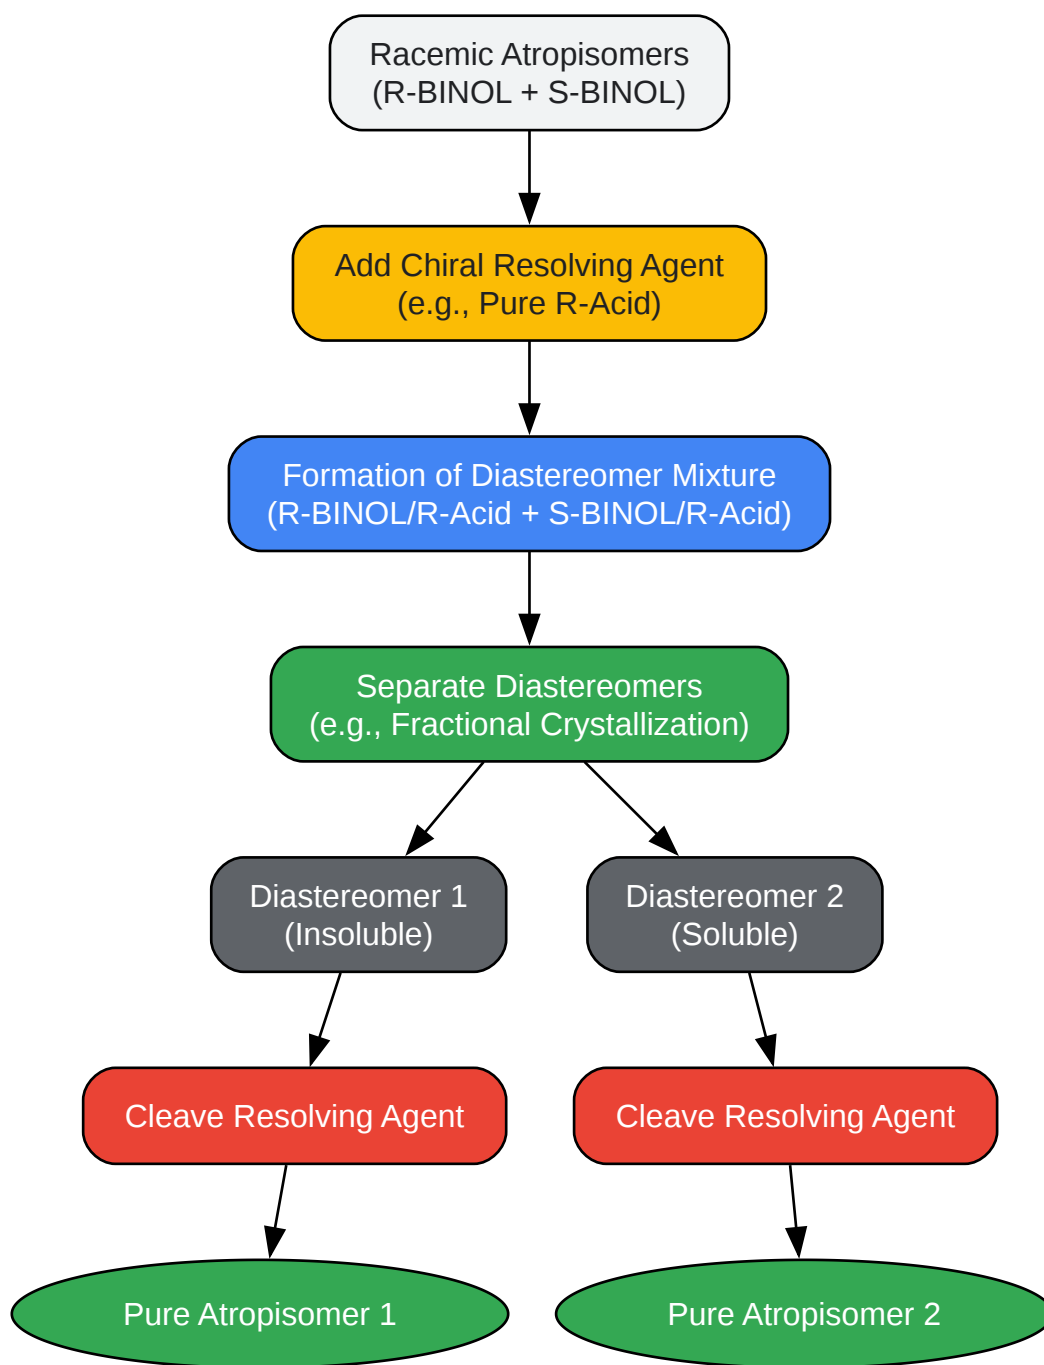 Racemic Atropisomers
(R-BINOL + S-BINOL)
Add Chiral Resolving Agent
(e.g., Pure R-Acid)
Formation of Diastereomer Mixture
(R-BINOL/R-Acid + S-BINOL/R-Acid)
Separate Diastereomers
(e.g., Fractional Crystallization)
Diastereomer 1
(Insoluble)
Diastereomer 2
(Soluble)
Cleave Resolving Agent
Cleave Resolving Agent
Pure Atropisomer 1
Pure Atropisomer 2